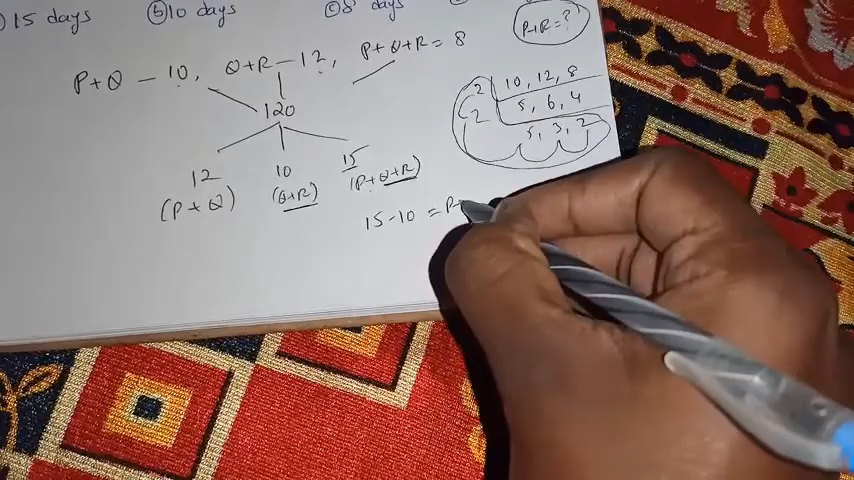 15 days (b) 10 days (c) 8 days
P+R=?
P+Q - 10, Q+R - 12, P+Q+R = 8
120
12 10 15
(P+Q) (Q+R) (P+Q+R)
2 10, 12, 8
2 5, 6, 4
5, 3, 2
15-10 = P+